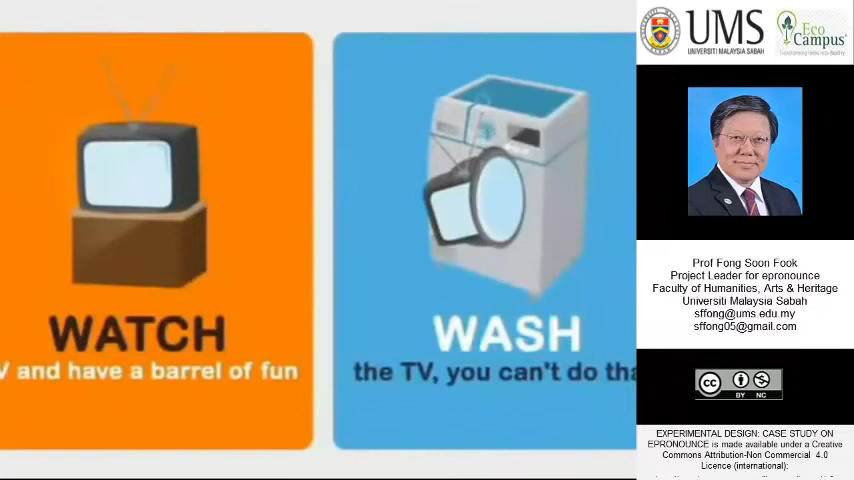 WATCH
V and have a barrel of fun
WASH
the TV, you can't do tha
UMS
UNIVERSITI MALAYSIA SABAH
Eco
Campus
Prof Fong Soon Fook
Project Leader for epronounce
Faculty of Humanities, Arts & Heritage
Universiti Malaysia Sabah
sffong@ums.edu.my
sffong05@gmail.com
cc
BY NC
EXPERIMENTAL DESIGN: CASE STUDY ON
EPRONOUNCE is made available under a Creative
Commons Attribution-Non Commercial 4.0
Licence (international):